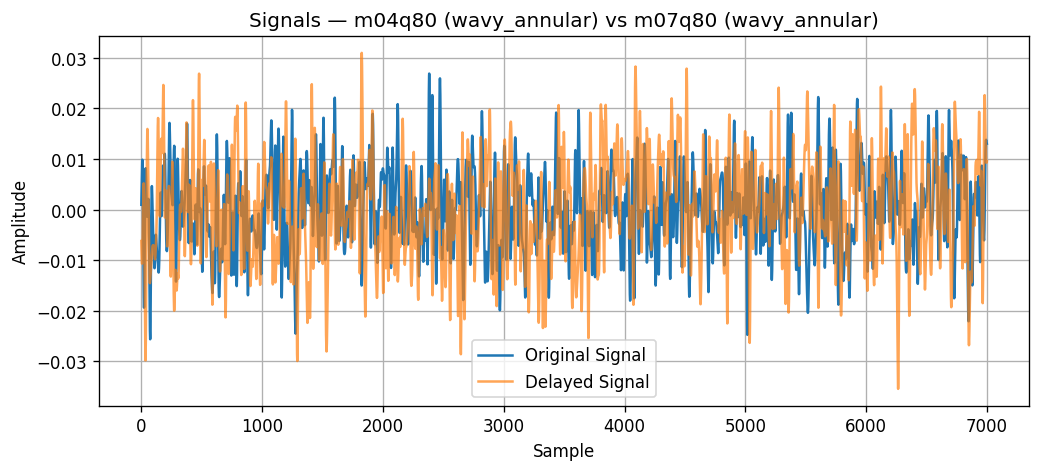 Signals — m04q80 (wavy_annular) vs m07q80 (wavy_annular)
0.03
0.02
0.01
0.00
−0.01
−0.02
−0.03
Amplitude
Original Signal
Delayed Signal
0 1000 2000 3000 4000 5000 6000 7000
Sample